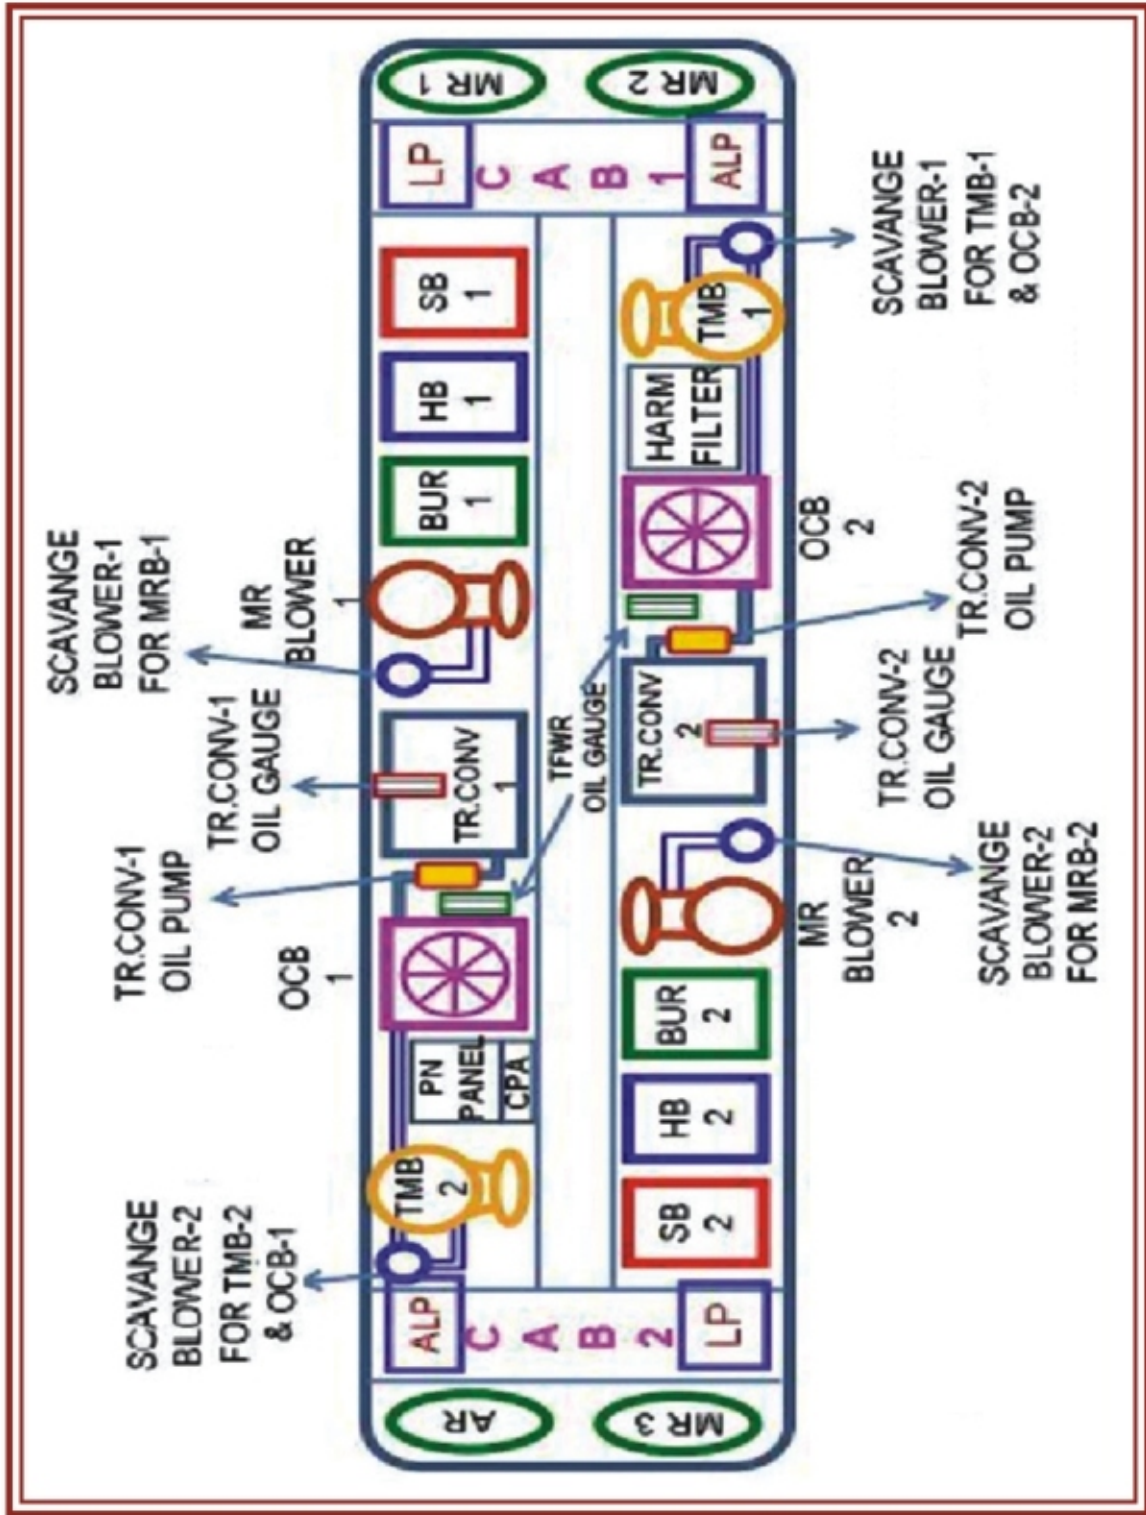 MR 1
MR 2
LP
CAB 1
ALP
SCAVANGE
BLOWER-1
FOR TMB-1
& OCB-2
SB
1
TMB
1
HB
1
HARM
FILTER
BUR
1
OCB
2
SCAVANGE
BLOWER-1
FOR MRB-1
MR
BLOWER
1
TR.CONV-2
OIL PUMP
TR.CONV-1
OIL GAUGE
TR.CONV
1
TFWR
OIL GAUGE
TR.CONV
2
TR.CONV-2
OIL GAUGE
TR.CONV-1
OIL PUMP
MR
BLOWER
2
SCAVANGE
BLOWER-2
FOR MRB-2
OCB
1
BUR
2
PN
PANEL
CPA
HB
2
TMB
2
SB
2
SCAVANGE
BLOWER-2
FOR TMB-2
& OCB-1
ALP
CAB 2
LP
AR
MR 3